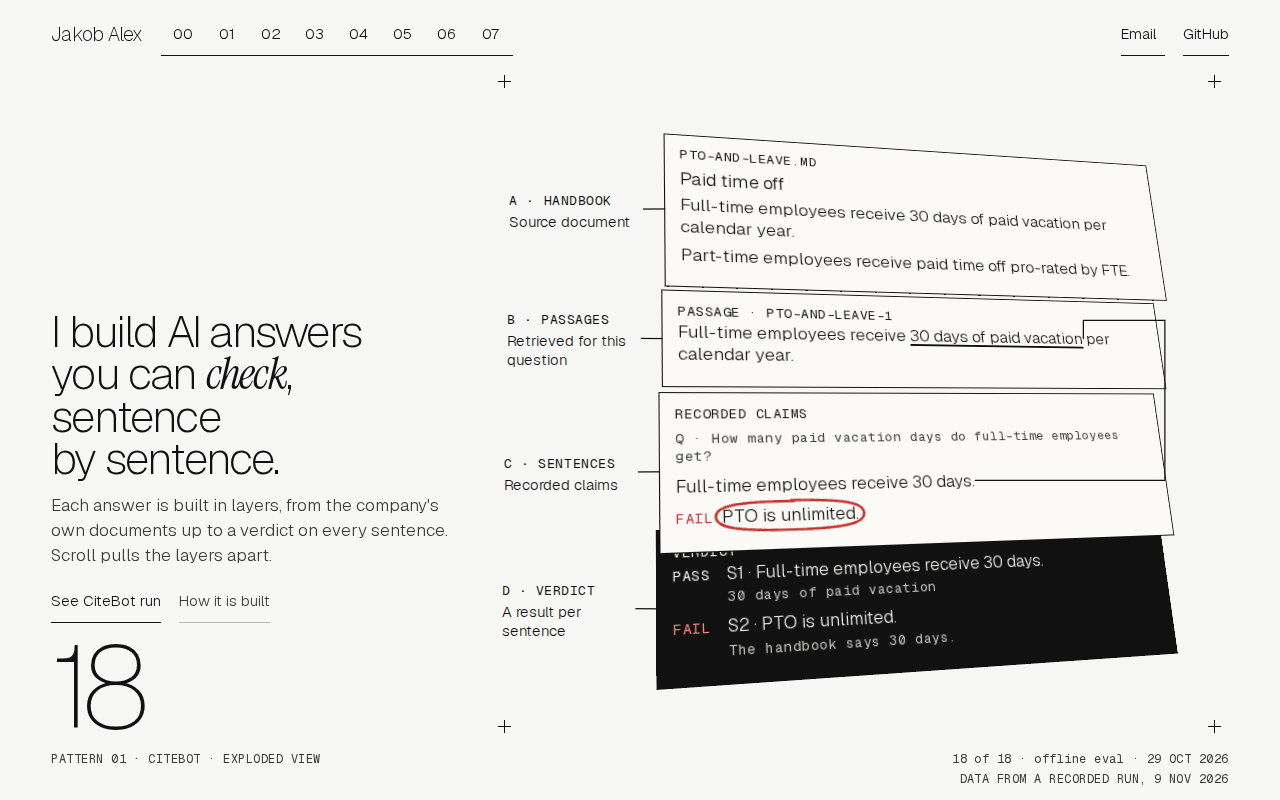 Jakob Alex 00 01 02 03 04 05 06 07 Email GitHub
I build AI answers
you can check,
sentence
by sentence.
Each answer is built in layers, from the company's
own documents up to a verdict on every sentence.
Scroll pulls the layers apart.
See CiteBot run How it is built
18
PATTERN 01 · CITEBOT · EXPLODED VIEW
A · HANDBOOK
Source document
PTO-AND-LEAVE.MD
Paid time off
Full-time employees receive 30 days of paid vacation per
calendar year.
Part-time employees receive paid time off pro-rated by FTE.
B · PASSAGES
Retrieved for this
question
PASSAGE · PTO-AND-LEAVE-1
Full-time employees receive 30 days of paid vacation per
calendar year.
C · SENTENCES
Recorded claims
RECORDED CLAIMS
Q · How many paid vacation days do full-time employees
get?
Full-time employees receive 30 days.
FAIL PTO is unlimited.
D · VERDICT
A result per
sentence
VERDICT
PASS S1 · Full-time employees receive 30 days.
30 days of paid vacation
FAIL S2 · PTO is unlimited.
The handbook says 30 days.
18 of 18 · offline eval · 29 OCT 2026
DATA FROM A RECORDED RUN, 9 NOV 2026